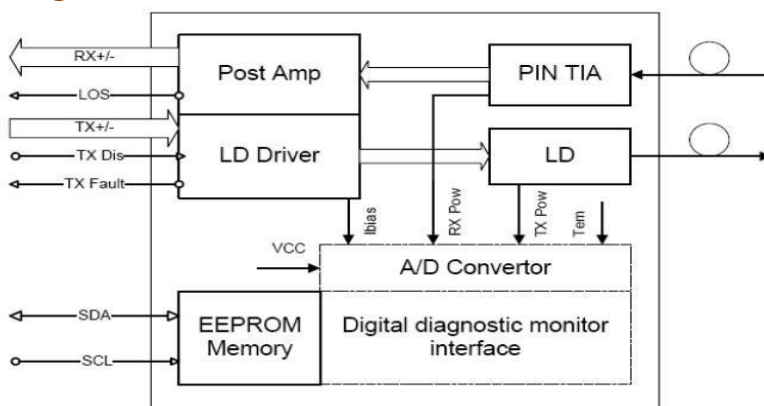 RX+/-
Post Amp
PIN TIA
LOS
TX+/-
LD Driver
LD
TX Dis
TX Fault
Ibias
RX Pow
TX Pow
Tem
VCC
A/D Convertor
SDA
EEPROM
Memory
Digital diagnostic monitor
interface
SCL